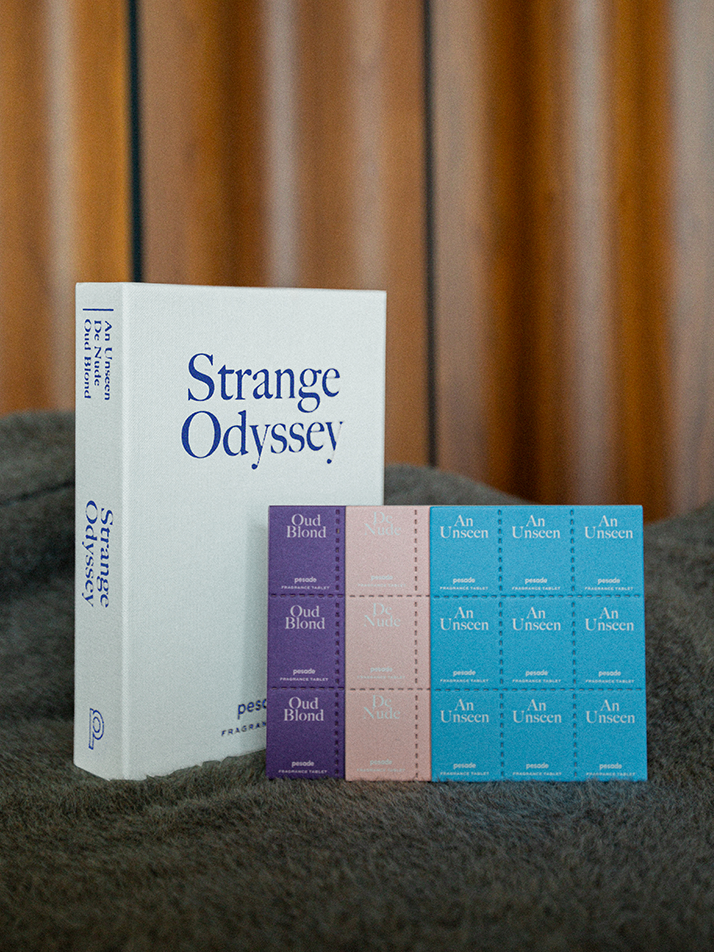 An Unseen
De Nude
Oud Blond
Strange
Odyssey
Strange
Odyssey
Oud
Blond
pesade
FRAGRANCE TABLET
De
Nude
pesade
FRAGRANCE TABLET
An
Unseen
pesade
FRAGRANCE TABLET
An
Unseen
pesade
FRAGRANCE TABLET
An
Unseen
pesade
FRAGRANCE TABLET
Oud
Blond
pesade
FRAGRANCE TABLET
De
Nude
pesade
FRAGRANCE TABLET
An
Unseen
pesade
FRAGRANCE TABLET
An
Unseen
pesade
FRAGRANCE TABLET
An
Unseen
pesade
FRAGRANCE TABLET
Oud
Blond
pesade
FRAGRANCE TABLET
De
Nude
pesade
FRAGRANCE TABLET
An
Unseen
pesade
FRAGRANCE TABLET
An
Unseen
pesade
FRAGRANCE TABLET
An
Unseen
pesade
FRAGRANCE TABLET